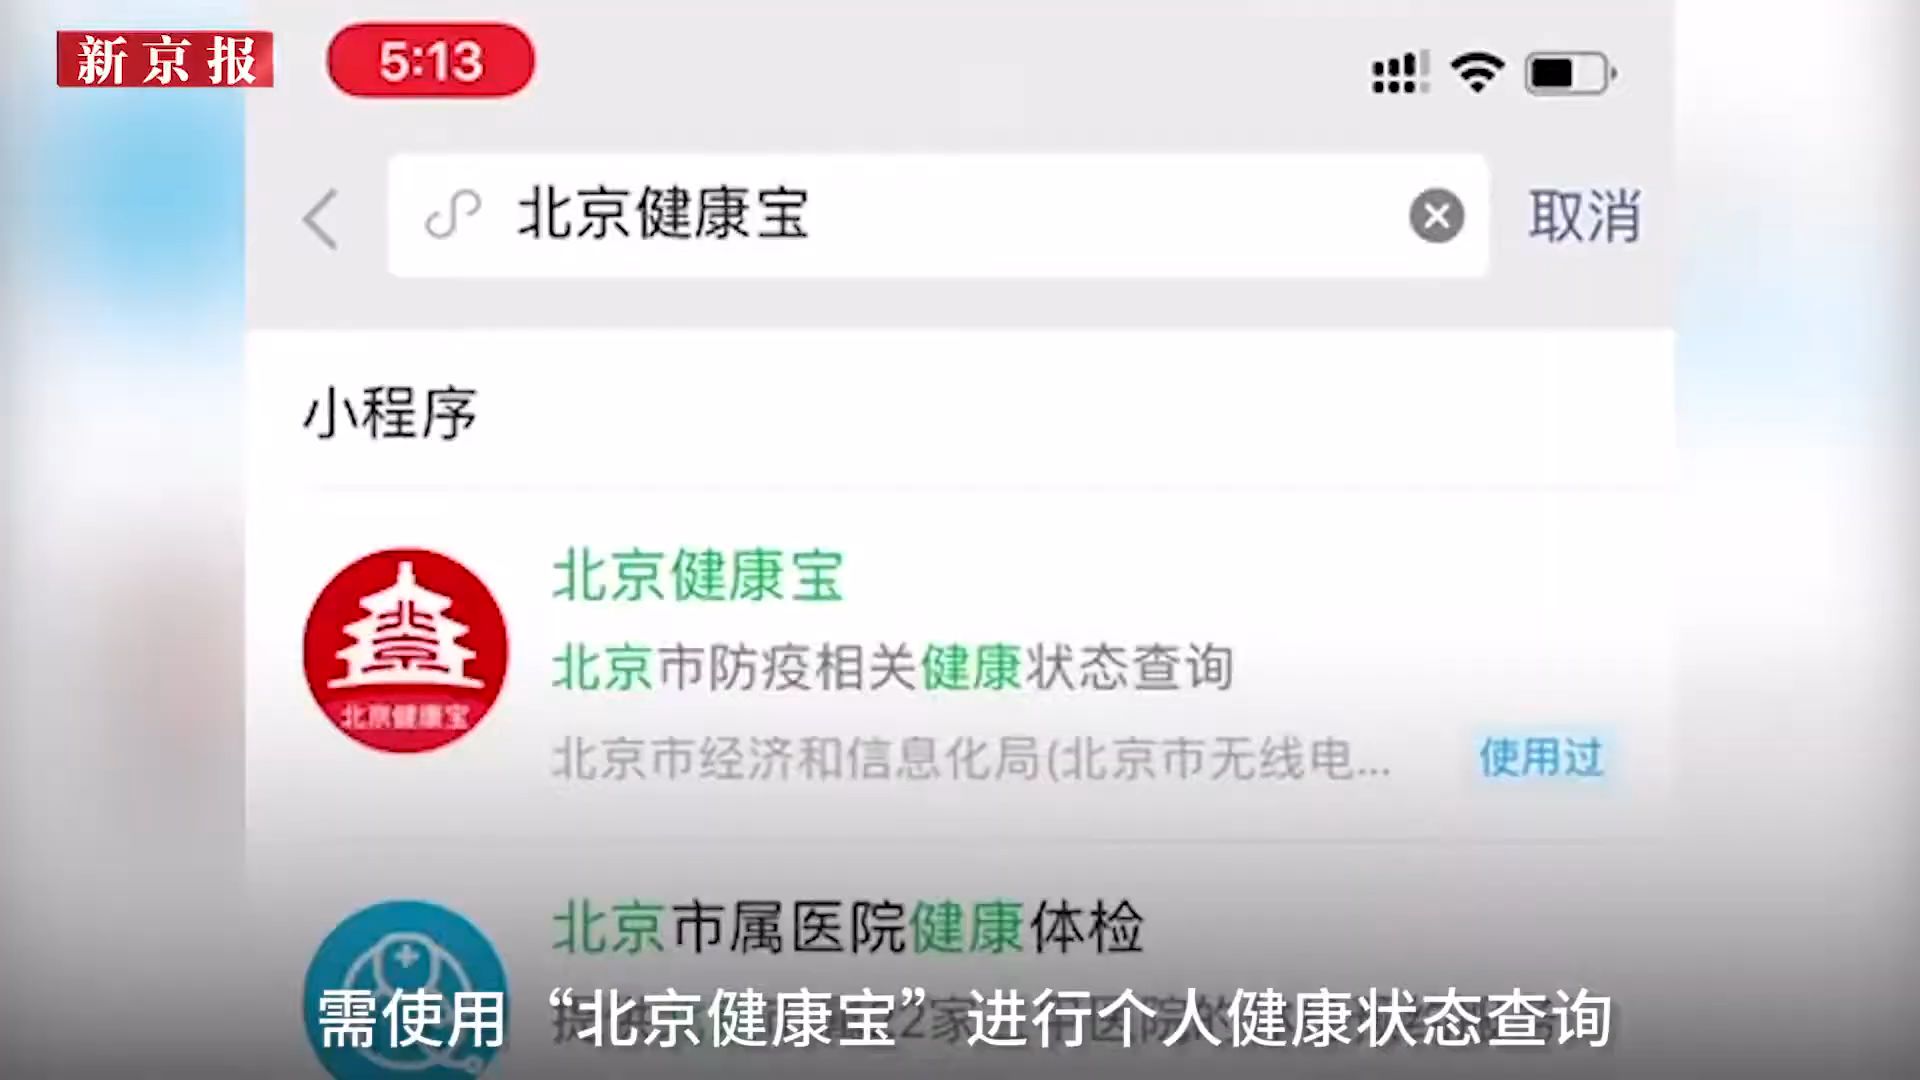 新京报
5:13
北京健康宝
取消
小程序
北京
北京健康宝
北京健康宝
北京市防疫相关健康状态查询
北京市经济和信息化局(北京市无线电...
使用过
北京市属医院健康体检
需使用“北京健康宝”进行个人健康状态查询